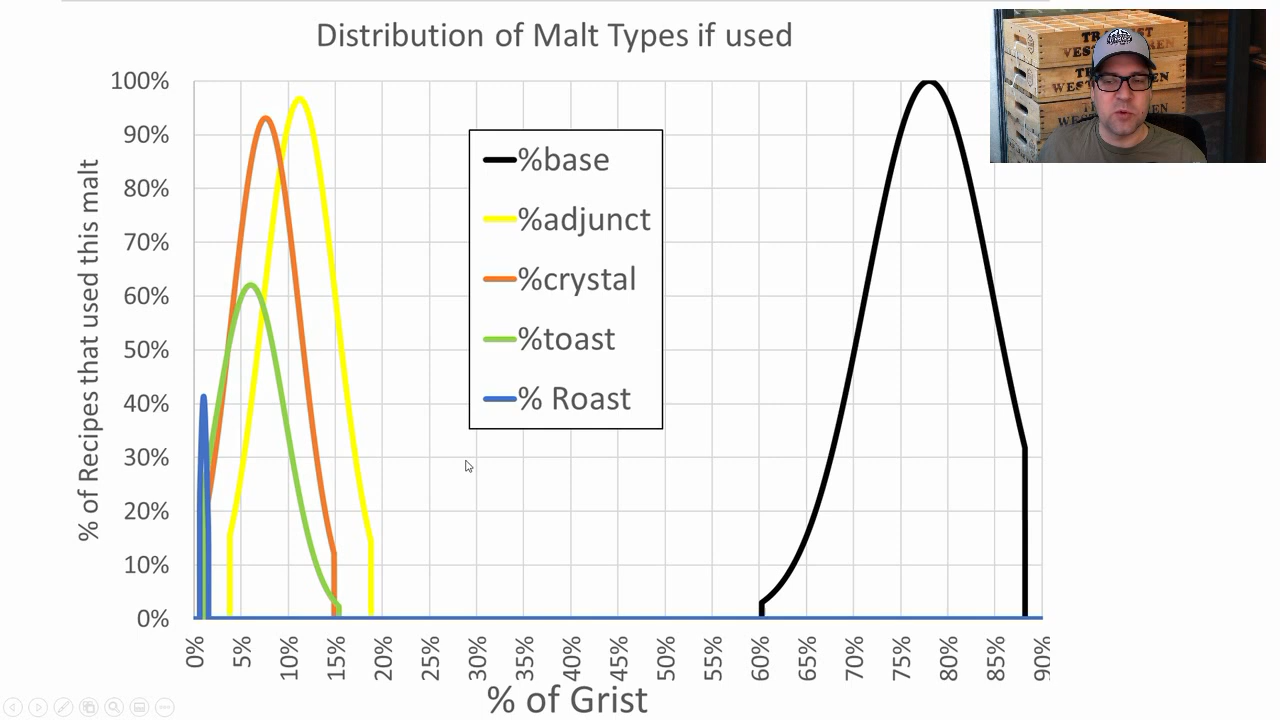 Distribution of Malt Types if used
% of Recipes that used this malt
100%
90%
80%
70%
60%
50%
40%
30%
20%
10%
0%
%base
%adjunct
%crystal
%toast
% Roast
0% 5% 10% 15% 20% 25% 30% 35% 40% 45% 50% 55% 60% 65% 70% 75% 80% 85% 90%
% of Grist